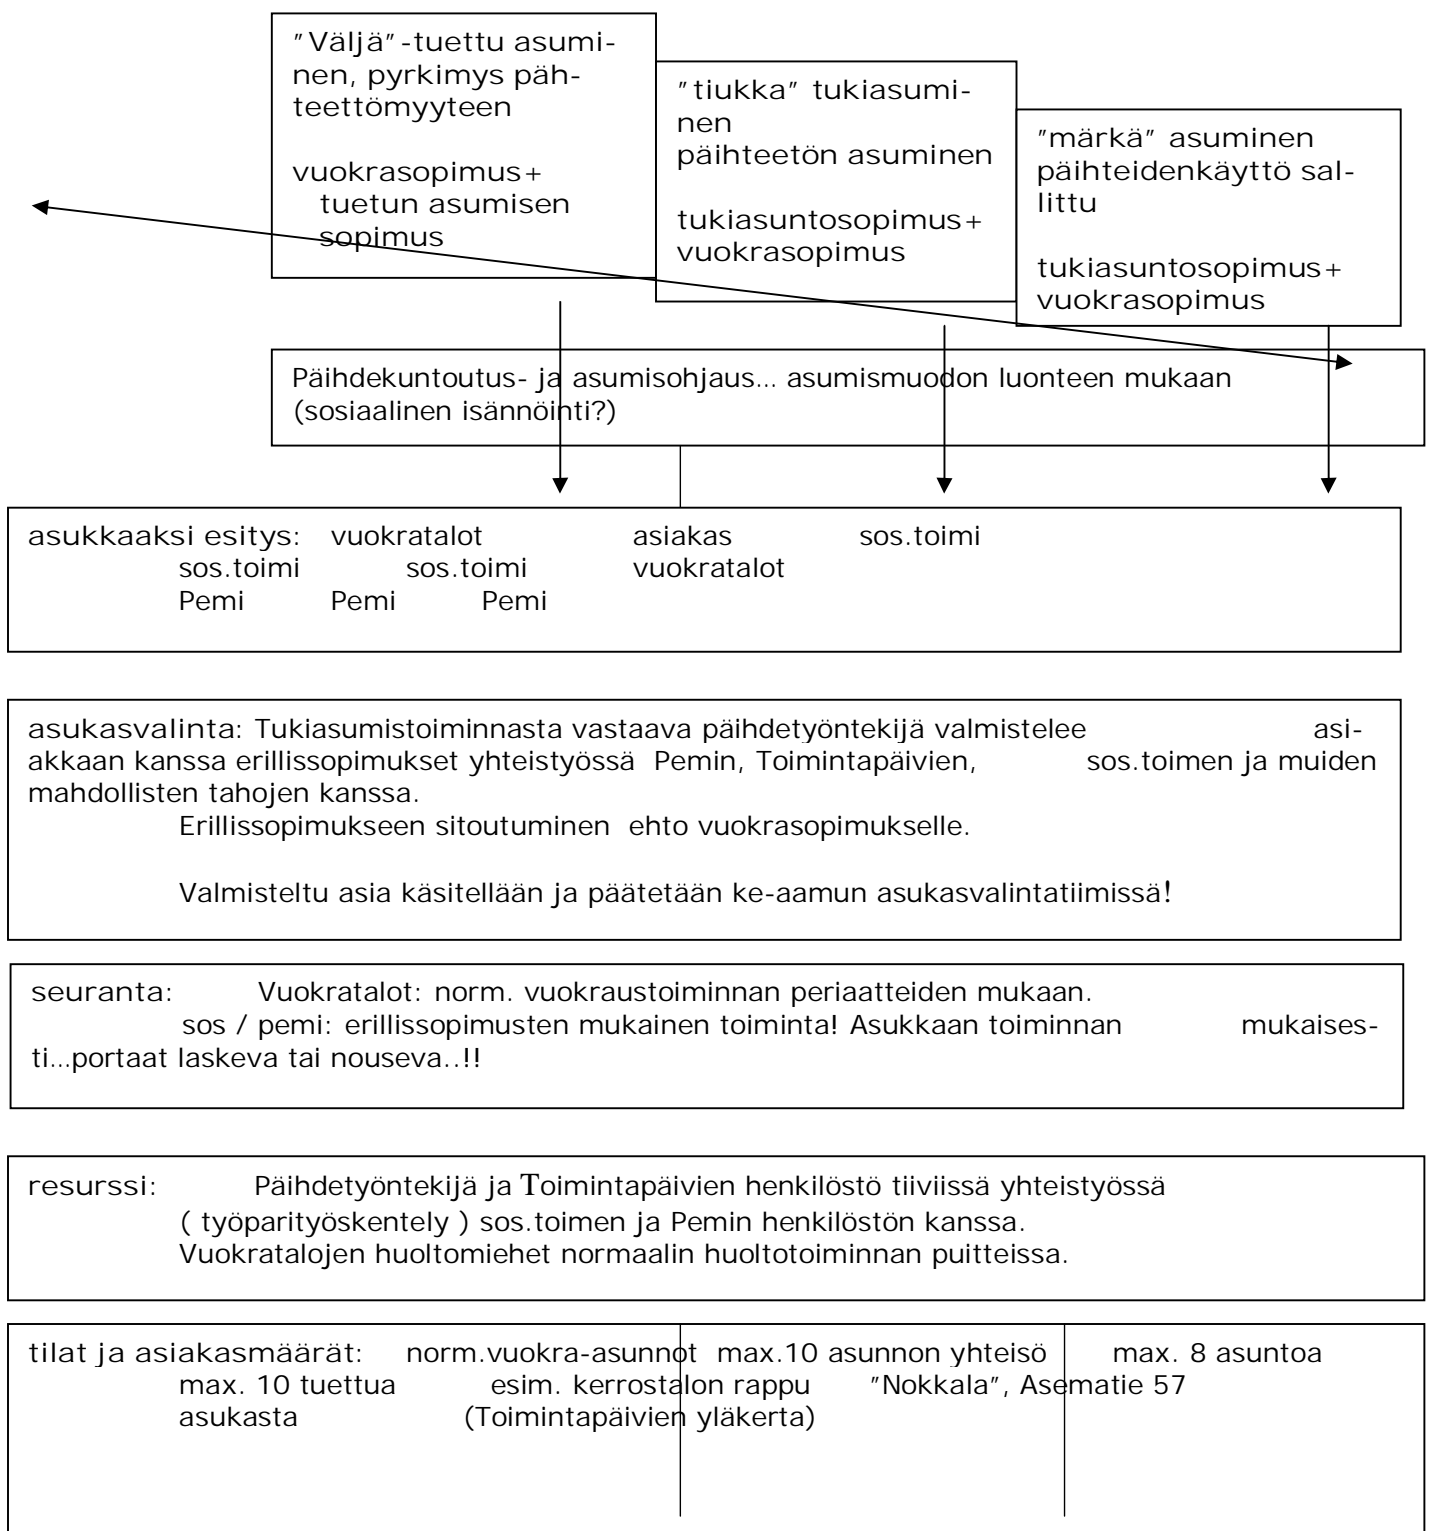 "Väljä"-tuettu asumi-
nen, pyrkimys päh-
teettömyyteen
vuokrasopimus+
tuetun asumisen
sopimus
"tiukka" tukiasumi-
nen
päihteetön asuminen
tukiasuntosopimus+
vuokrasopimus
"märkä" asuminen
päihteidenkäyttö sal-
littu
tukiasuntosopimus+
vuokrasopimus
Päihdekuntoutus- ja asumisohjaus... asumismuodon luonteen mukaan
(sosiaalinen isännöinti?)
asukkaaksi esitys: vuokratalot asiakas sos.toimi
sos.toimi sos.toimi vuokratalot
Pemi Pemi Pemi
asukasvalinta: Tukiasumistoiminnasta vastaava päihdetyöntekijä valmistelee asi-
akkaan kanssa erillissopimukset yhteistyössä Pemin, Toimintapäivien, sos.toimen ja muiden
mahdollisten tahojen kanssa.
Erillissopimukseen sitoutuminen ehto vuokrasopimukselle.
Valmisteltu asia käsitellään ja päätetään ke-aamun asukasvalintatiimissä!
seuranta: Vuokratalot: norm. vuokraustoiminnan periaatteiden mukaan.
sos / pemi: erillissopimusten mukainen toiminta! Asukkaan toiminnan mukaises-
ti...portaat laskeva tai nouseva..!!
resurssi: Päihdetyöntekijä ja Toimintapäivien henkilöstö tiiviissä yhteistyössä
( työparityöskentely ) sos.toimen ja Pemin henkilöstön kanssa.
Vuokratalojen huoltomiehet normaalin huoltotoiminnan puitteissa.
tilat ja asiakasmäärät: norm.vuokra-asunnot max.10 asunnon yhteisö max. 8 asuntoa
max. 10 tuettua esim. kerrostalon rappu "Nokkala", Asematie 57
asukasta (Toimintapäivien yläkerta)